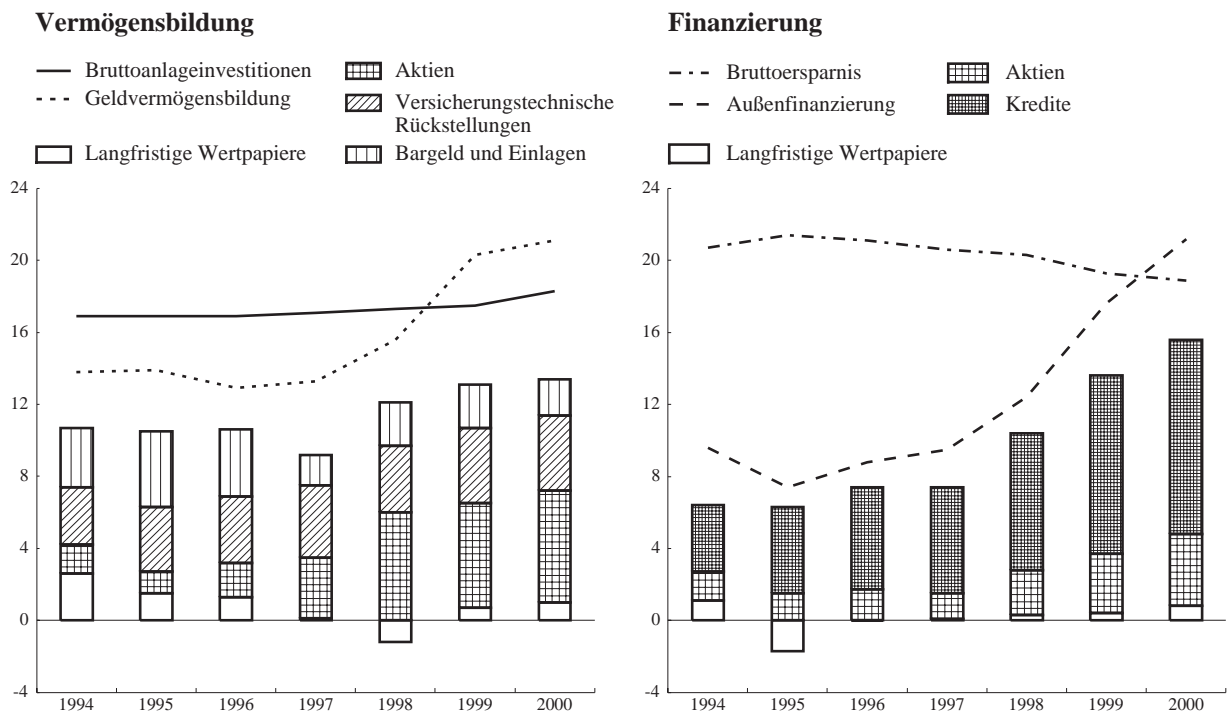 Vermögensbildung
Bruttoanlageinvestitionen
Geldvermögensbildung
Langfristige Wertpapiere
Aktien
Versicherungstechnische
Rückstellungen
Bargeld und Einlagen
24
20
16
12
8
4
0
-4
1994 1995 1996 1997 1998 1999 2000
Finanzierung
Bruttoersparnis
Außenfinanzierung
Langfristige Wertpapiere
Aktien
Kredite
24
20
16
12
8
4
0
-4
1994 1995 1996 1997 1998 1999 2000